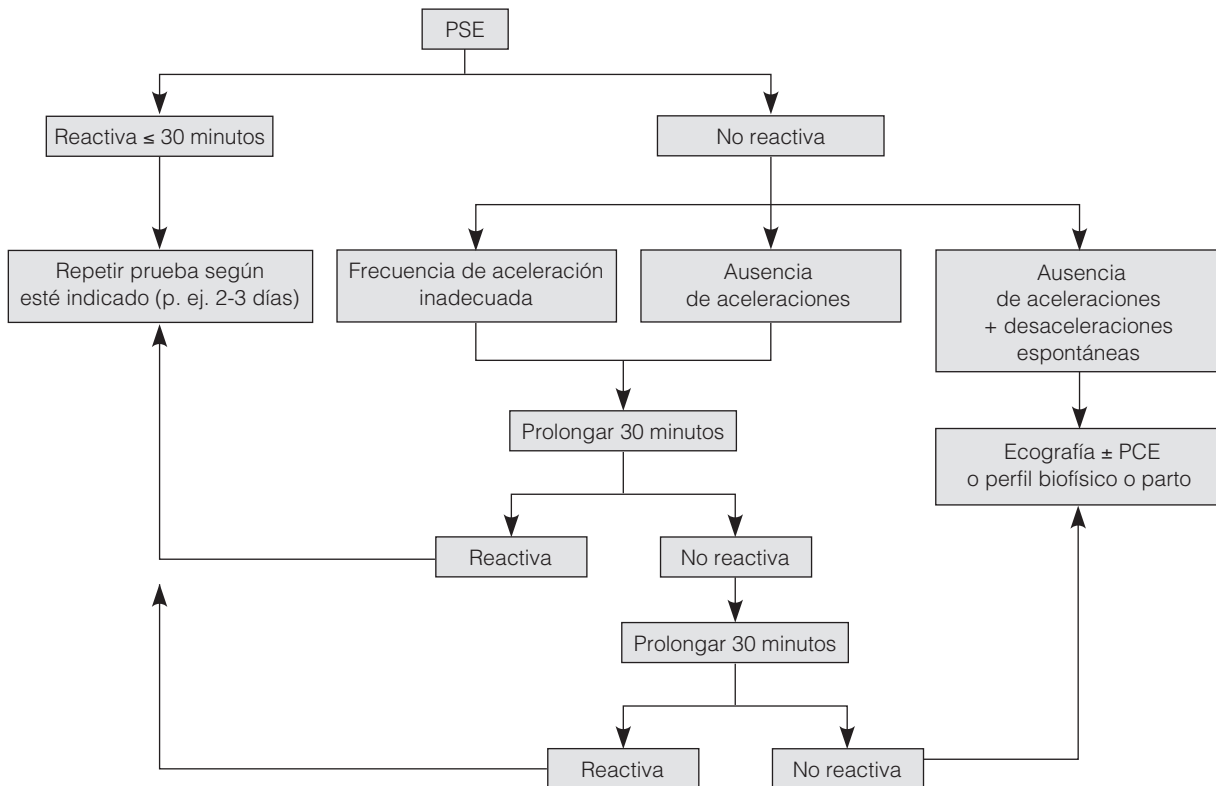 PSE
Reactiva ≤ 30 minutos
No reactiva
Repetir prueba según
esté indicado (p. ej. 2-3 días)
Frecuencia de aceleración
inadecuada
Ausencia
de aceleraciones
Ausencia
de aceleraciones
+ desaceleraciones
espontáneas
Prolongar 30 minutos
Ecografía ± PCE
o perfil biofísico o parto
Reactiva
No reactiva
Prolongar 30 minutos
Reactiva
No reactiva